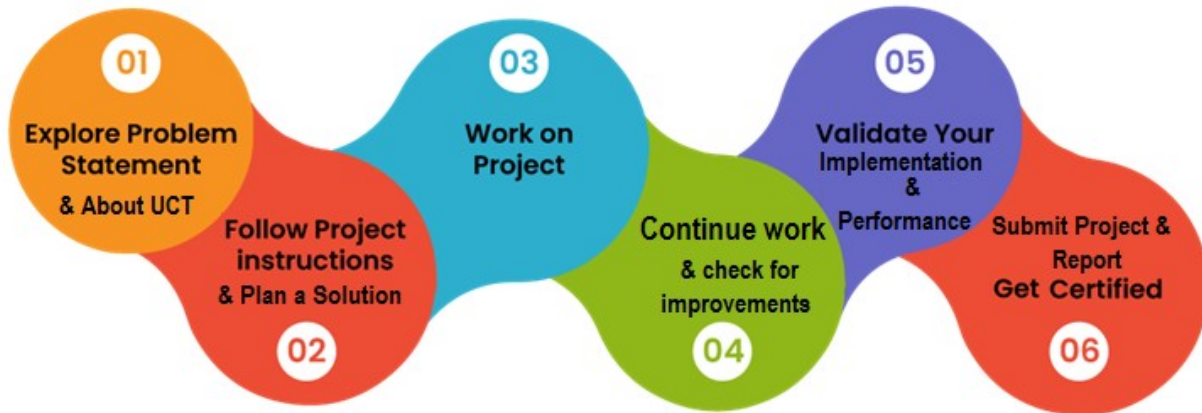 01
Explore Problem
Statement
& About UCT
Follow Project
instructions
& Plan a Solution
02
03
Work on
Project
Continue work
& check for
improvements
04
05
Validate Your
Implementation
&
Performance
Submit Project &
Report
Get Certified
06